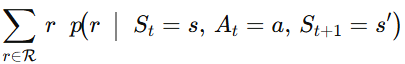 ∑_{r∈ℛ} r p(r | S_t = s, A_t = a, S_{t+1} = s′)